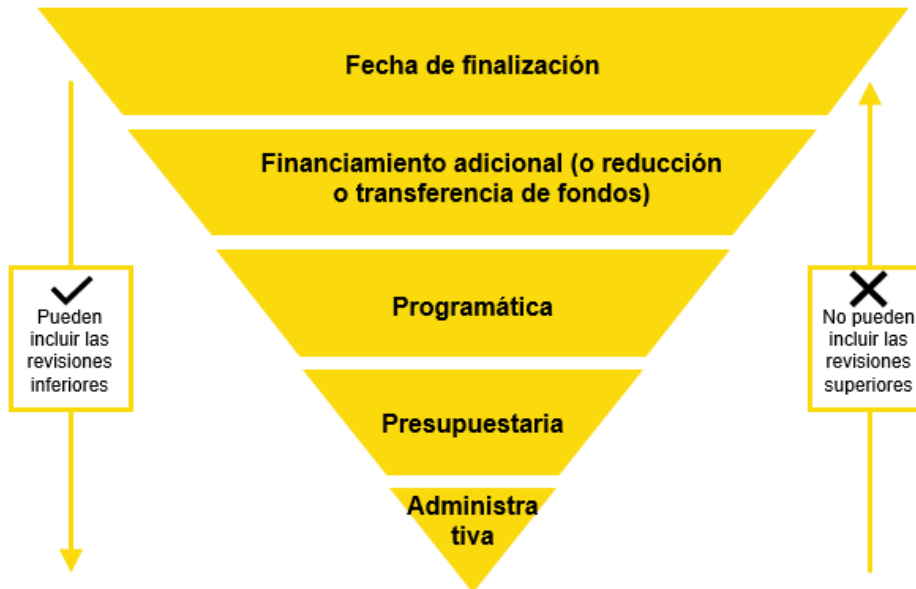 Fecha de finalización
Financiamiento adicional (o reducción
o transferencia de fondos)
Programática
Presupuestaria
Administra
tiva
Pueden
incluir las
revisiones
inferiores
No pueden
incluir las
revisiones
superiores